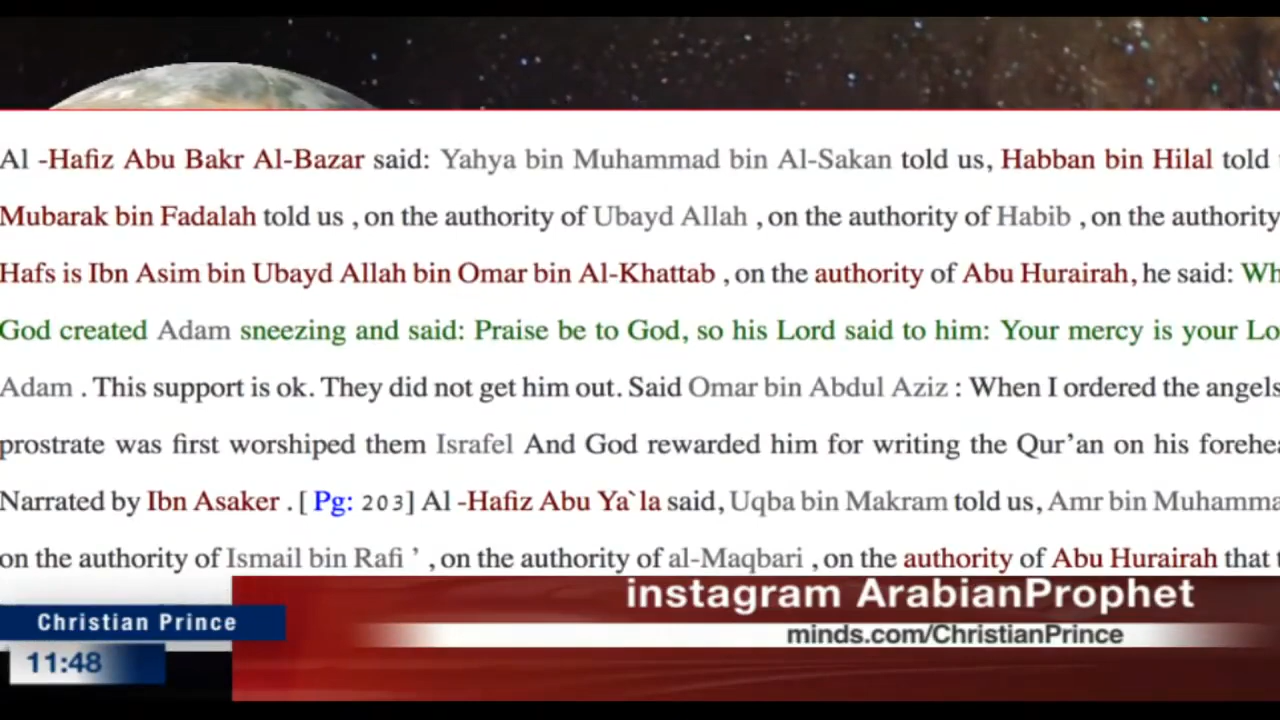 Al -Hafiz Abu Bakr Al-Bazar said: Yahya bin Muhammad bin Al-Sakan told us, Habban bin Hilal told
Mubarak bin Fadalah told us , on the authority of Ubayd Allah , on the authority of Habib , on the authority
Hafs is Ibn Asim bin Ubayd Allah bin Omar bin Al-Khattab , on the authority of Abu Hurairah, he said: Wh
God created Adam sneezing and said: Praise be to God, so his Lord said to him: Your mercy is your Lo
Adam . This support is ok. They did not get him out. Said Omar bin Abdul Aziz : When I ordered the angels
prostrate was first worshiped them Israfel And God rewarded him for writing the Qur’an on his forehea
Narrated by Ibn Asaker . [ Pg: 203] Al -Hafiz Abu Ya`la said, Uqba bin Makram told us, Amr bin Muhamma
on the authority of Ismail bin Rafi ’ , on the authority of al-Maqbari , on the authority of Abu Hurairah that
instagram ArabianProphet
Christian Prince
minds.com/ChristianPrince
11:48